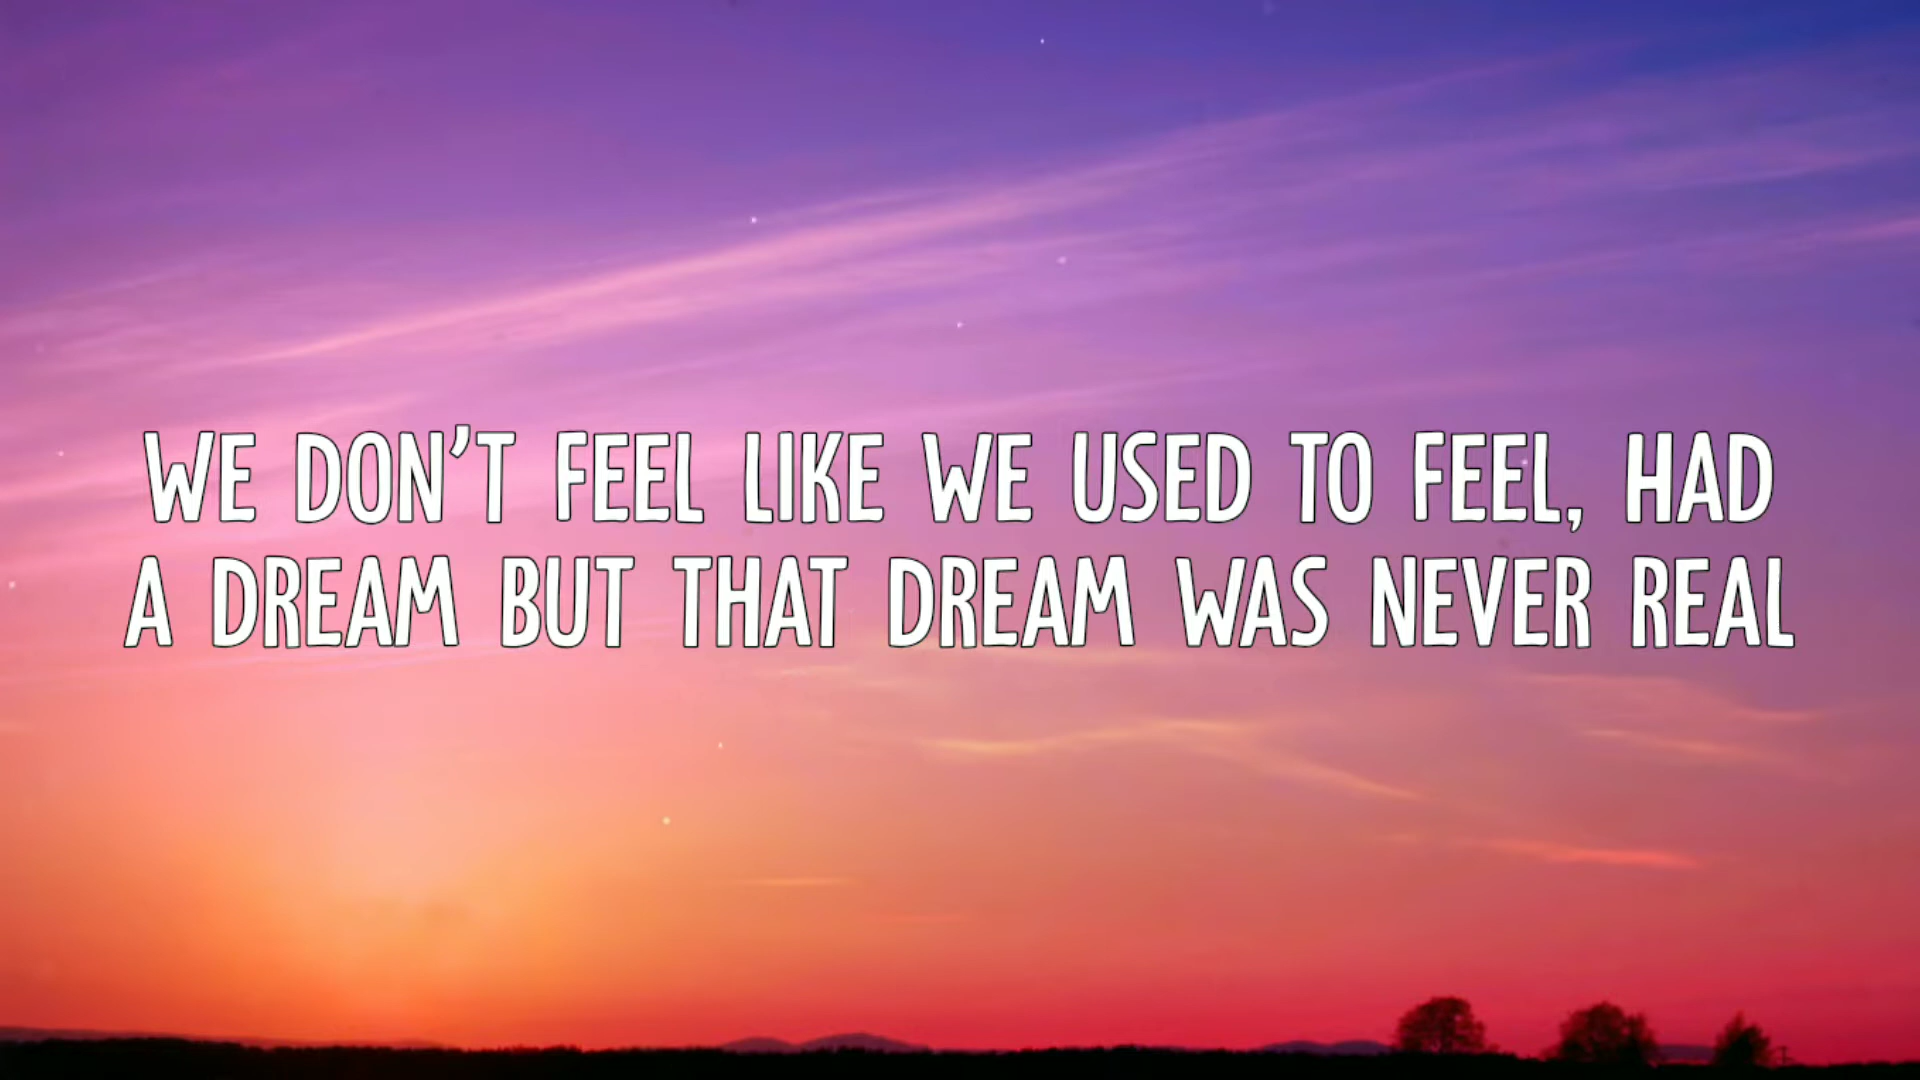 WE DON'T FEEL LIKE WE USED TO FEEL, HAD
A DREAM BUT THAT DREAM WAS NEVER REAL